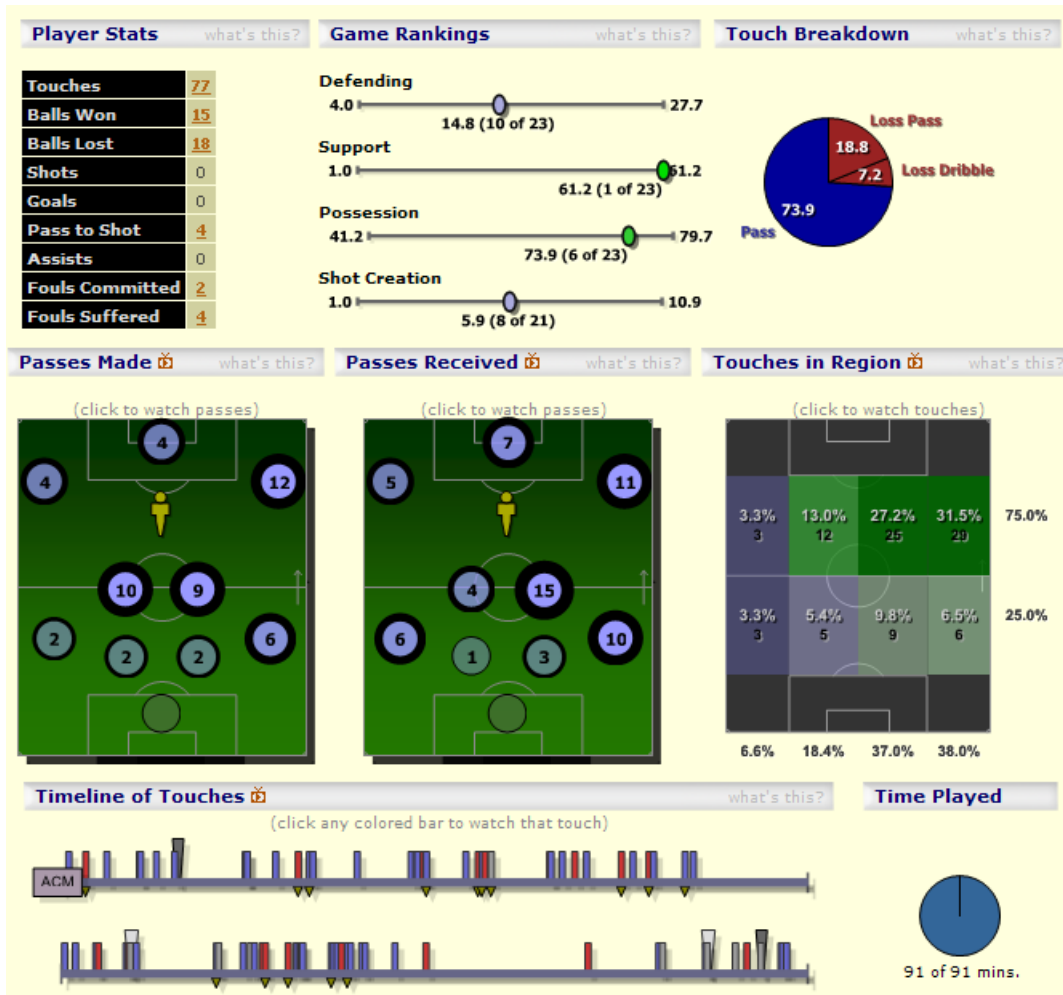 Player Stats what's this? Game Rankings what's this? Touch Breakdown what's this?
Touches 77
Balls Won 15
Balls Lost 18
Shots 0
Goals 0
Pass to Shot 4
Assists 0
Fouls Committed 2
Fouls Suffered 4
Defending
4.0 27.7
14.8 (10 of 23)
Support
1.0 61.2
61.2 (1 of 23)
Possession
41.2 79.7
73.9 (6 of 23)
Shot Creation
1.0 10.9
5.9 (8 of 21)
Loss Pass
18.8
7.2 Loss Dribble
73.9
Pass
Passes Made what's this? Passes Received what's this? Touches in Region what's this?
(click to watch passes) (click to watch passes) (click to watch touches)
4
4 12
10 9
2 6
2 2
7
5 11
4 15
6 10
1 3
3.3% 13.0% 27.2% 31.5% 75.0%
3 12 25 29
3.3% 5.4% 9.8% 6.5% 25.0%
3 5 9 6
6.6% 18.4% 37.0% 38.0%
Timeline of Touches what's this? Time Played
(click any colored bar to watch that touch)
ACM
91 of 91 mins.